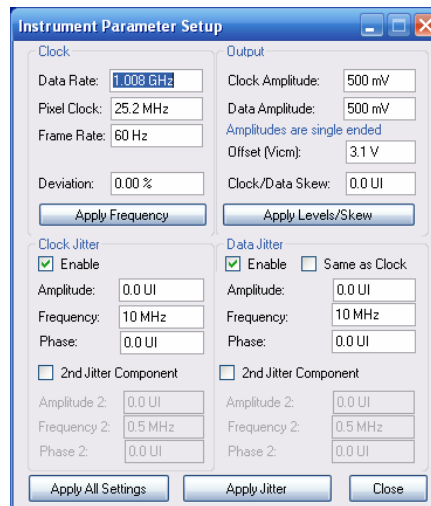 Instrument Parameter Setup
Clock
Data Rate: 1.008 GHz
Pixel Clock: 25.2 MHz
Frame Rate: 60 Hz
Deviation: 0.00 %
Apply Frequency
Output
Clock Amplitude: 500 mV
Data Amplitude: 500 mV
Amplitudes are single ended
Offset (Vicm): 3.1 V
Clock/Data Skew: 0.0 UI
Apply Levels/Skew
Clock Jitter
Enable
Amplitude: 0.0 UI
Frequency: 10 MHz
Phase: 0.0 UI
2nd Jitter Component
Amplitude 2: 0.0 UI
Frequency 2: 0.5 MHz
Phase 2: 0.0 UI
Data Jitter
Enable Same as Clock
Amplitude: 0.0 UI
Frequency: 10 MHz
Phase: 0.0 UI
2nd Jitter Component
Amplitude 2: 0.0 UI
Frequency 2: 0.5 MHz
Phase 2: 0.0 UI
Apply All Settings Apply Jitter Close